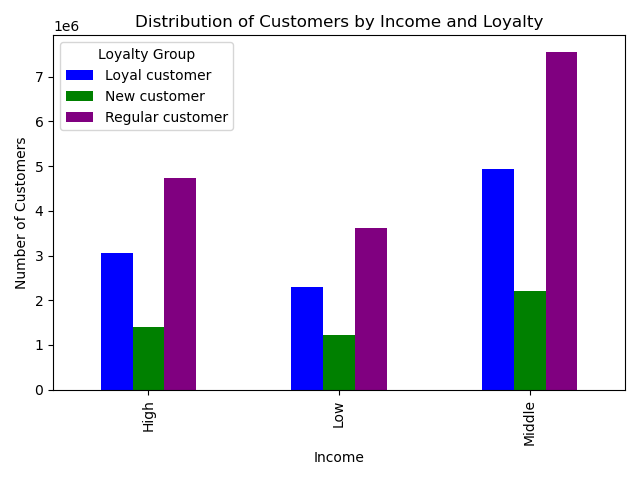 Distribution of Customers by Income and Loyalty
1e6
Loyalty Group
Loyal customer
New customer
Regular customer
7
6
5
4
3
2
1
0
Number of Customers
High
Low
Middle
Income